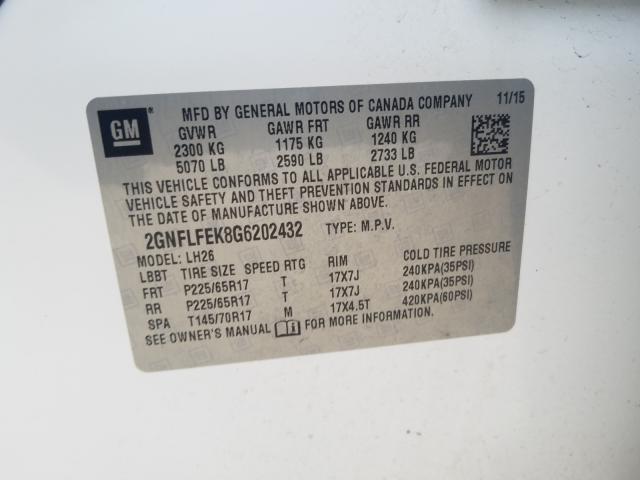 GM
MFD BY GENERAL MOTORS OF CANADA COMPANY 11/15
GVWR GAWR FRT GAWR RR
2300 KG 1175 KG 1240 KG
5070 LB 2590 LB 2733 LB
THIS VEHICLE CONFORMS TO ALL APPLICABLE U.S. FEDERAL MOTOR
VEHICLE SAFETY AND THEFT PREVENTION STANDARDS IN EFFECT ON
THE DATE OF MANUFACTURE SHOWN ABOVE.
2GNFLFEK8G6202432 TYPE: M.P.V.
MODEL: LH26
LBBT TIRE SIZE SPEED RTG RIM COLD TIRE PRESSURE
FRT P225/65R17 T 17X7J 240KPA(35PSI)
RR P225/65R17 T 17X7J 240KPA(35PSI)
SPA T145/70R17 M 17X4.5T 420KPA(60PSI)
SEE OWNER'S MANUAL FOR MORE INFORMATION.